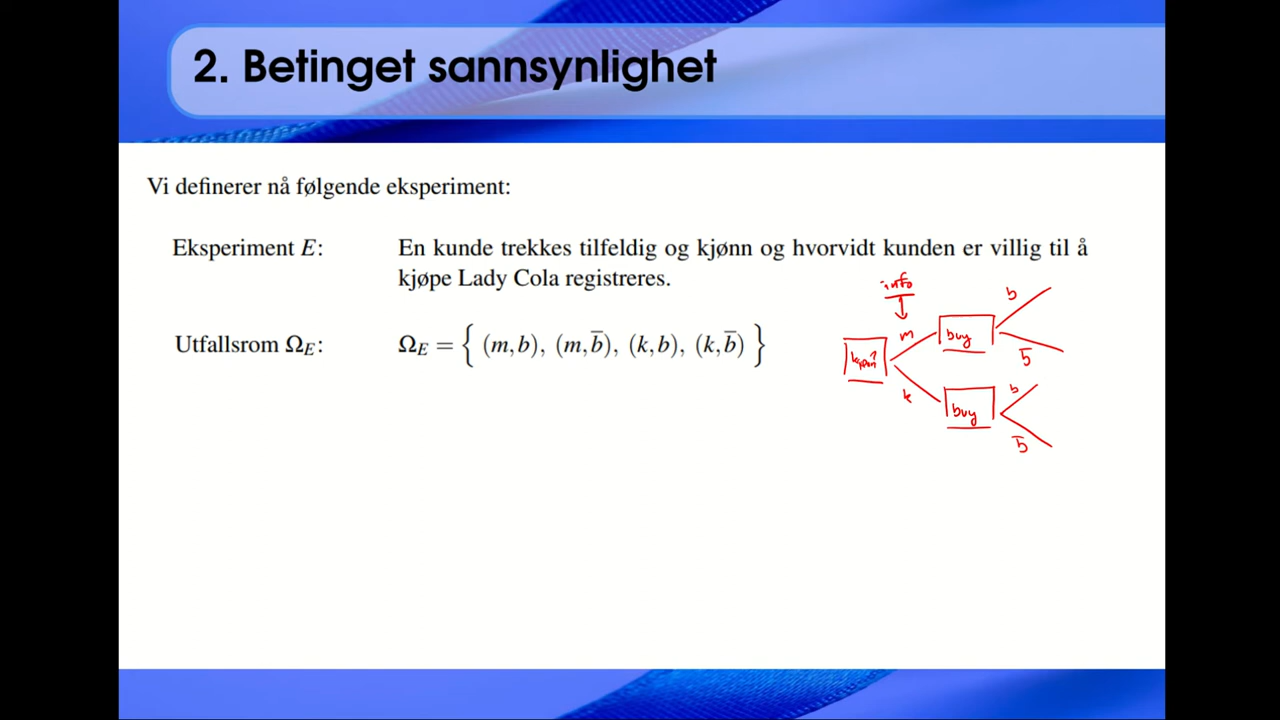 2. Betinget sannsynlighet
Vi definerer nå følgende eksperiment:
Eksperiment E: En kunde trekkes tilfeldig og kjønn og hvorvidt kunden er villig til å
kjøpe Lady Cola registreres.
Utfallsrom Ω_E: Ω_E = { (m, b), (m, b̅), (k, b), (k, b̅) }
info
b
m
buy
kjønn?
b̅
k
b
buy
b̅